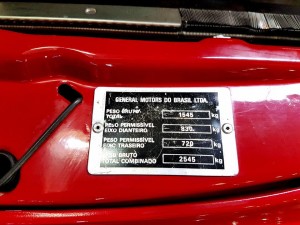 GENERAL MOTORS DO BRASIL LTDA.
PESO BRUTO
TOTAL 1545 kg
PESO PERMISSÍVEL
EIXO DIANTEIRO 830 kg
PESO PERMISSÍVEL
EIXO TRASEIRO 720 kg
PESO BRUTO
TOTAL COMBINADO 2545 kg